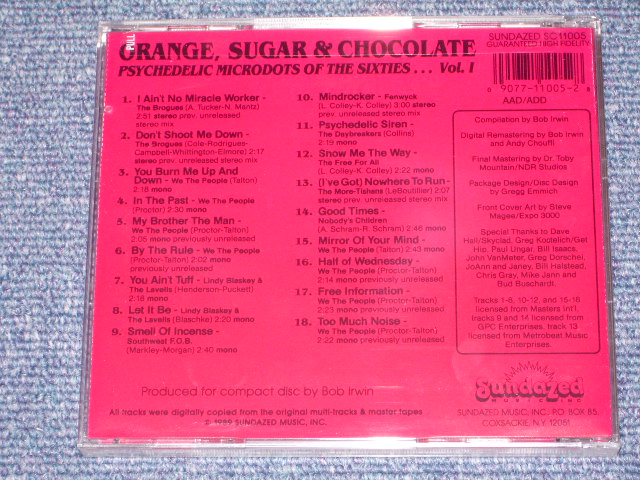 PILL
ORANGE, SUGAR & CHOCOLATE
PSYCHEDELIC MICRODOTS OF THE SIXTIES . . . Vol. 1
SUNDAZED SC11005
GUARANTEED HIGH FIDELITY
0 9077-11005-2 8
AAD/ADD
1. I Ain't No Miracle Worker -
The Brogues (A. Tucker-N. Mantz)
2:51 stereo prev. unreleased
stereo mix
2. Don't Shoot Me Down -
The Brogues (Cole-Rodrigues-
Campbell-Whittington-Elmore) 2:17
stereo prev. unreleased stereo mix
3. You Burn Me Up And
Down - We The People (Talton)
2:18 mono
4. In The Past - We The People
(Proctor) 2:30 mono
5. My Brother The Man -
We The People (Proctor-Talton)
2:05 mono previously unreleased
6. By The Rule - We The People
(Proctor-Talton) 2:02 mono
previously unreleased
7. You Ain't Tuff - Lindy Blaskey &
The Lavells (Henderson-Puckett)
2:18 mono
8. Let It Be - Lindy Blaskey &
The Lavells (Blaschke) 2:20 mono
9. Smell Of Incense -
Southwest F.O.B.
(Markley-Morgan) 2:40 mono
10. Mindrocker - Fenwyck
(L. Colley-K. Colley) 3:00 stereo
prev. unreleased stereo mix
11. Psychedelic Siren -
The Daybreakers (Collins)
2:19 mono
12. Snow Me The Way -
The Free For All
(L. Colley-K. Colley) 2:22 mono
13. (I've Got) Nowhere To Run -
The More-Tishans (LeBoutillier)
2:53 stereo
14. Good Times -
Nobody's Children
(A. Schram-R. Schram) 2:48 mono
15. Mirror Of Your Mind -
We The People (Talton) 2:43 mono
16. Half of Wednesday -
We The People (Proctor-Talton)
2:14 mono previously unreleased
17. Free Information -
We The People (Proctor-Talton)
2:23 mono previously unreleased
18. Too Much Noise -
We The People (Proctor-Talton)
2:22 mono previously unreleased
Compilation by Bob Irwin
Digital Remastering by Bob Irwin
and Andy Chouffi
Final Mastering by Dr. Toby
Mountain/NDR Studios
Package Design/Disc Design
by Gregg Emmich
Front Cover Art by Steve
Magee/Expo 3000
Special Thanks to Dave
Hall/Skyclad, Greg Kostelich/Get
Hip, Paul Ungar, Bill Isaacs,
John VanMeter, Greg Dorschel,
JoAnn and Janey, Bill Halstead,
Chris Gray, Mike Jann and
Bud Buschardt.
Tracks 1-8, 10-12, and 15-18
licensed from Masters Int'l.
tracks 9 and 14 licensed from
GPC Enterprises, track 13
licensed from Metrobeat Music
Enterprises.
Produced for compact disc by Bob Irwin
All tracks were digitally copied from the original multi-tracks & master tapes
℗ 1989 SUNDAZED MUSIC, INC.
Sundazed
MUSIC INC
SUNDAZED MUSIC, INC., P.O. BOX 85,
COXSACKIE, N.Y. 12051